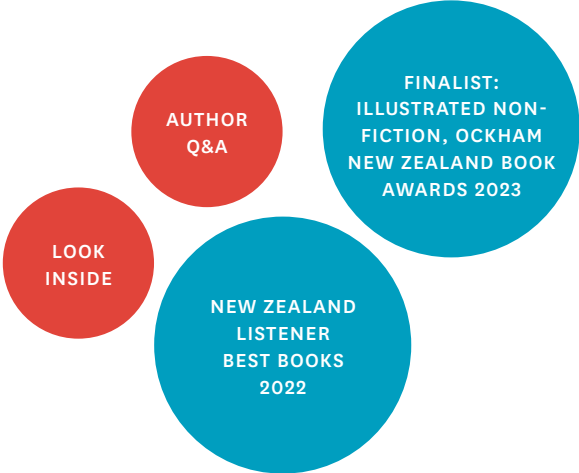 FINALIST:
ILLUSTRATED NON-
FICTION, OCKHAM
NEW ZEALAND BOOK
AWARDS 2023
AUTHOR
Q&A
LOOK
INSIDE
NEW ZEALAND
LISTENER
BEST BOOKS
2022